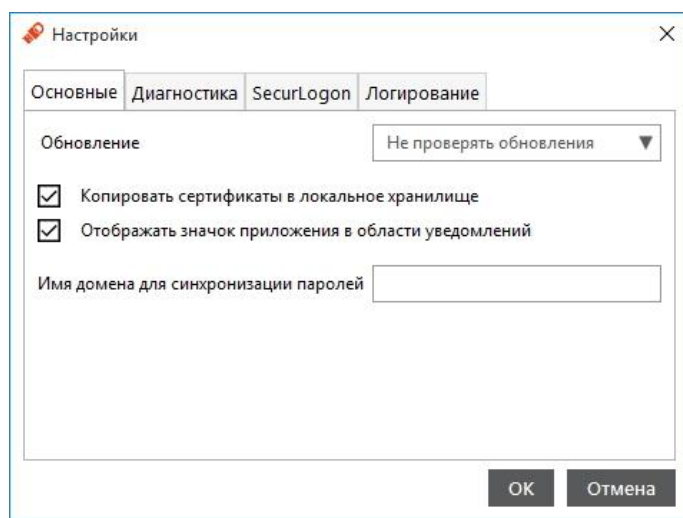 Настройки
Основные Диагностика SecurLogon Логирование
Обновление Не проверять обновления
Копировать сертификаты в локальное хранилище
Отображать значок приложения в области уведомлений
Имя домена для синхронизации паролей
ОК Отмена